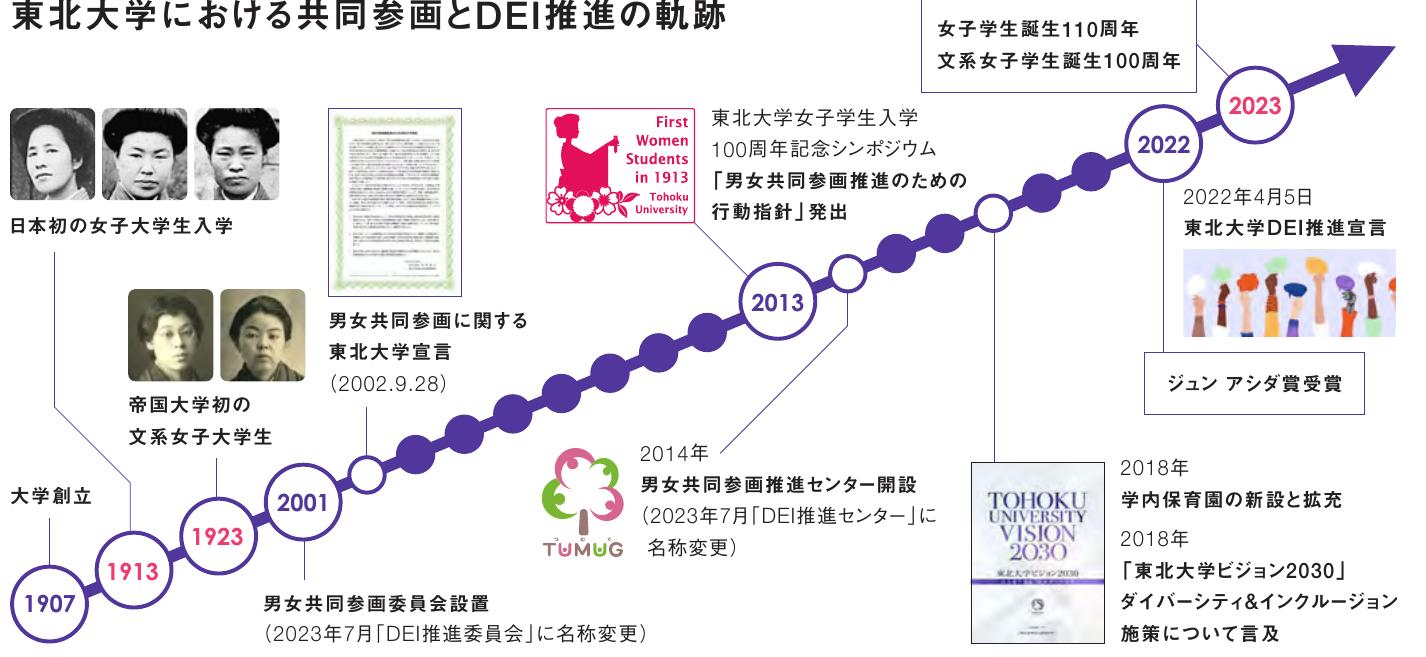 東北大学における共同参画とDEI推進の軌跡
日本初の女子大学生入学
帝国大学初の
文系女子大学生
大学創立
1907
1913
1923
2001
男女共同参画委員会設置
（2023年7月「DEI推進委員会」に名称変更）
男女共同参画に関する
東北大学宣言
（2002.9.28）
First
Women
Students
in 1913
Tohoku
University
東北大学女子学生入学
100周年記念シンポジウム
「男女共同参画推進のための
行動指針」発出
2013
TUMUG
2014年
男女共同参画推進センター開設
（2023年7月「DEI推進センター」に
名称変更）
TOHOKU
UNIVERSITY
VISION
2030
東北大学ビジョン2030
2018年
学内保育園の新設と拡充
2018年
「東北大学ビジョン2030」
ダイバーシティ&インクルージョン
施策について言及
2022
2022年4月5日
東北大学DEI推進宣言
ジュン アシダ賞受賞
女子学生誕生110周年
文系女子学生誕生100周年
2023